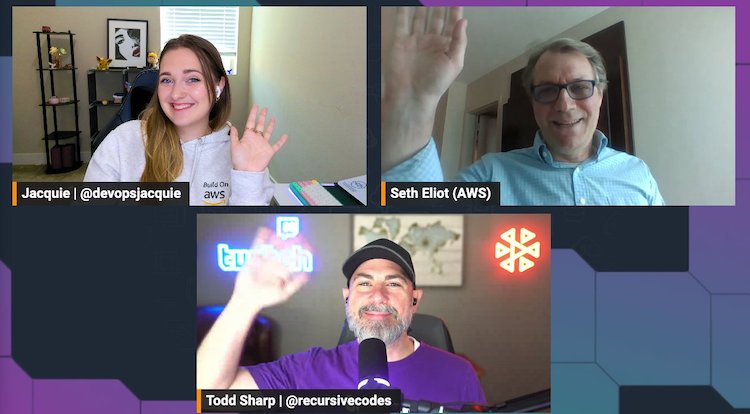 Build On
aws
Jacquie | @devopsjacquie
Seth Eliot (AWS)
twitch
Todd Sharp | @recursivecodes